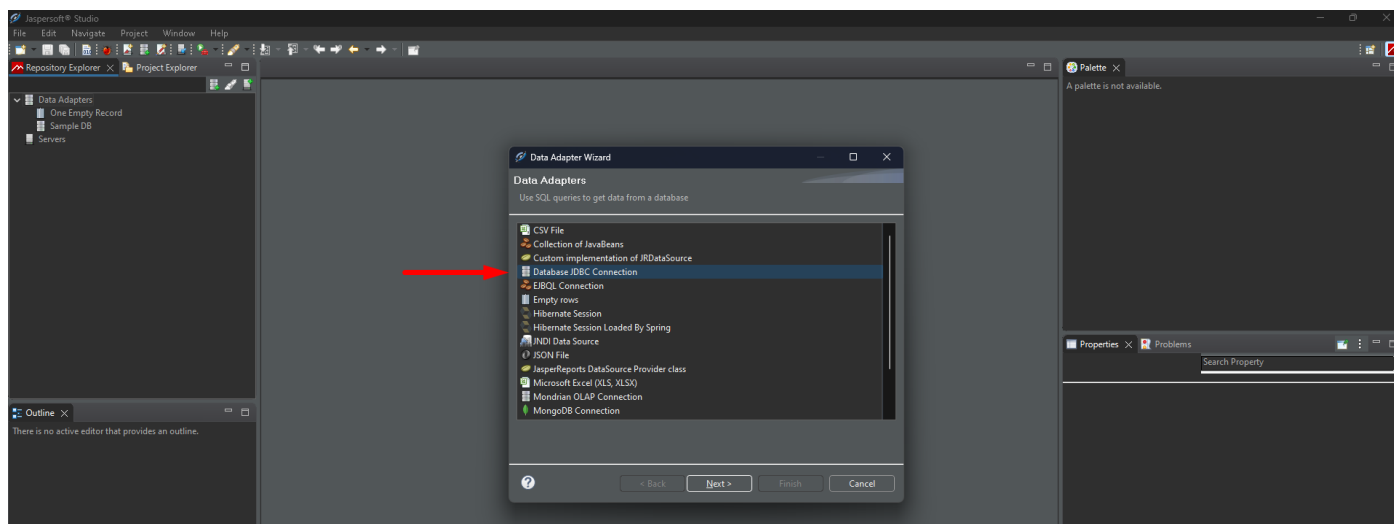 Jaspersoft® Studio
File Edit Navigate Project Window Help
Repository Explorer
Project Explorer
Data Adapters
One Empty Record
Sample DB
Servers
Outline
There is no active editor that provides an outline.
Data Adapter Wizard
Data Adapters
Use SQL queries to get data from a database
CSV File
Collection of JavaBeans
Custom implementation of JRDataSource
Database JDBC Connection
EJBQL Connection
Empty rows
Hibernate Session
Hibernate Session Loaded By Spring
JNDI Data Source
JSON File
JasperReports DataSource Provider class
Microsoft Excel (XLS, XLSX)
Mondrian OLAP Connection
MongoDB Connection
< Back Next > Finish Cancel
Palette
A palette is not available.
Properties
Problems
Search Property